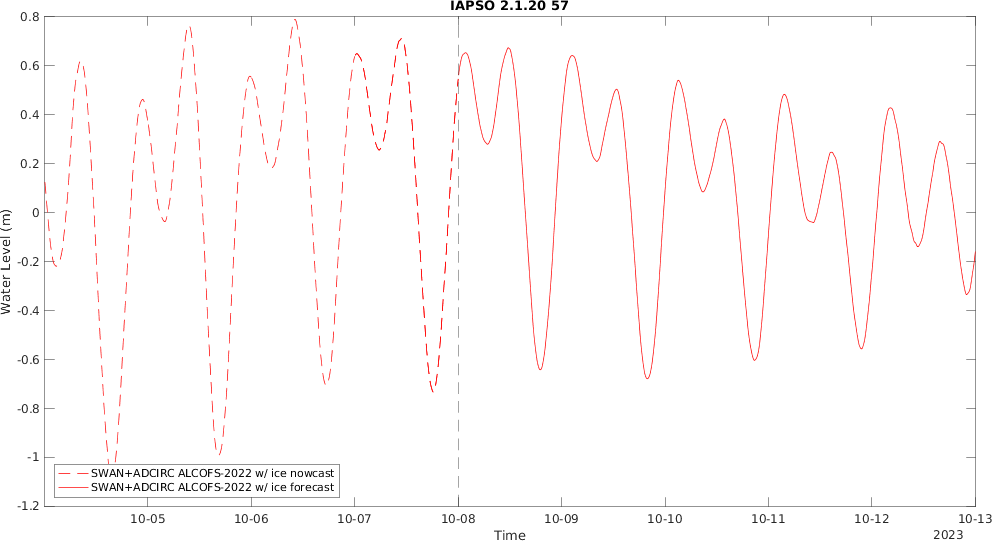 IAPSO 2.1.20 57
Water Level (m)
0.8
0.6
0.4
0.2
0
-0.2
-0.4
-0.6
-0.8
-1
-1.2
SWAN+ADCIRC ALCOFS-2022 w/ ice nowcast
SWAN+ADCIRC ALCOFS-2022 w/ ice forecast
10-05 10-06 10-07 10-08 10-09 10-10 10-11 10-12 10-13
Time
2023